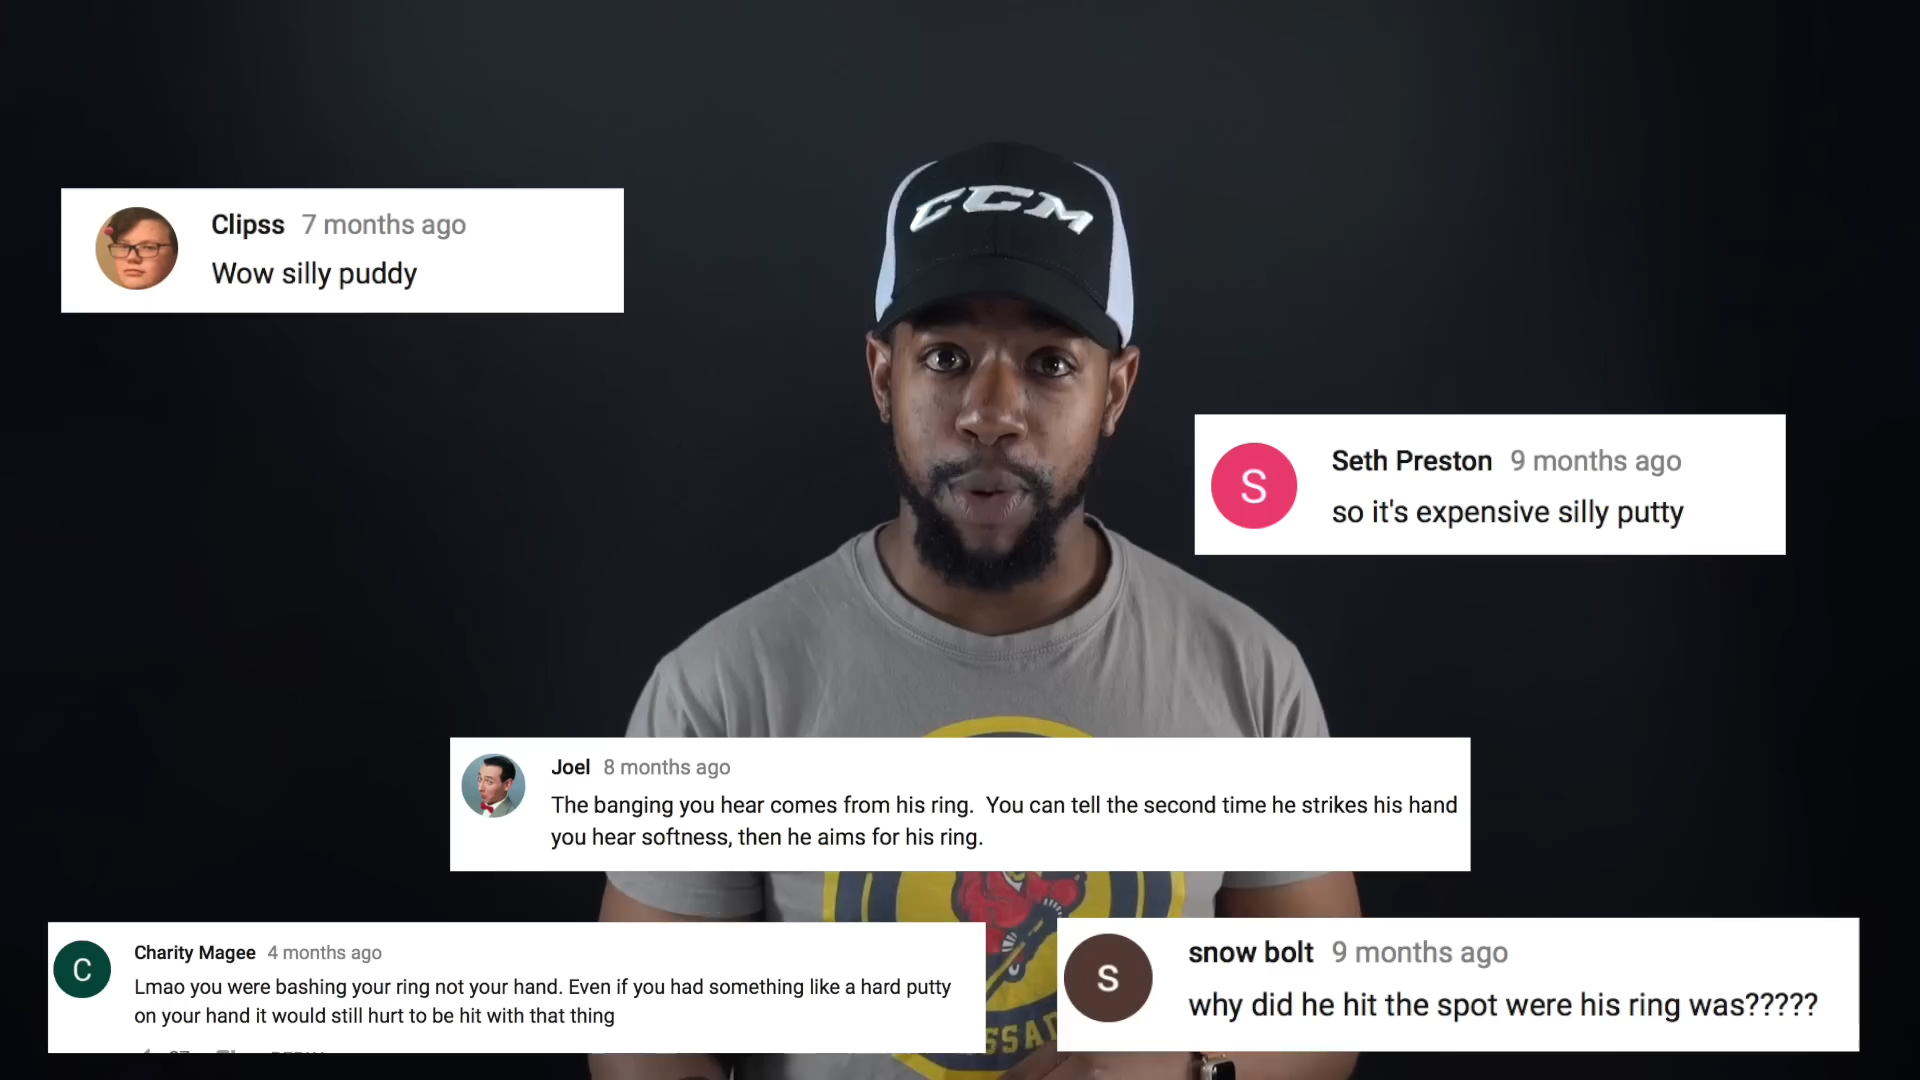 CCM
Clipss 7 months ago
Wow silly puddy
Seth Preston 9 months ago
S
so it's expensive silly putty
Joel 8 months ago
The banging you hear comes from his ring. You can tell the second time he strikes his hand
you hear softness, then he aims for his ring.
Charity Magee 4 months ago
C
Lmao you were bashing your ring not your hand. Even if you had something like a hard putty
on your hand it would still hurt to be hit with that thing
snow bolt 9 months ago
S
why did he hit the spot were his ring was?????
SSA